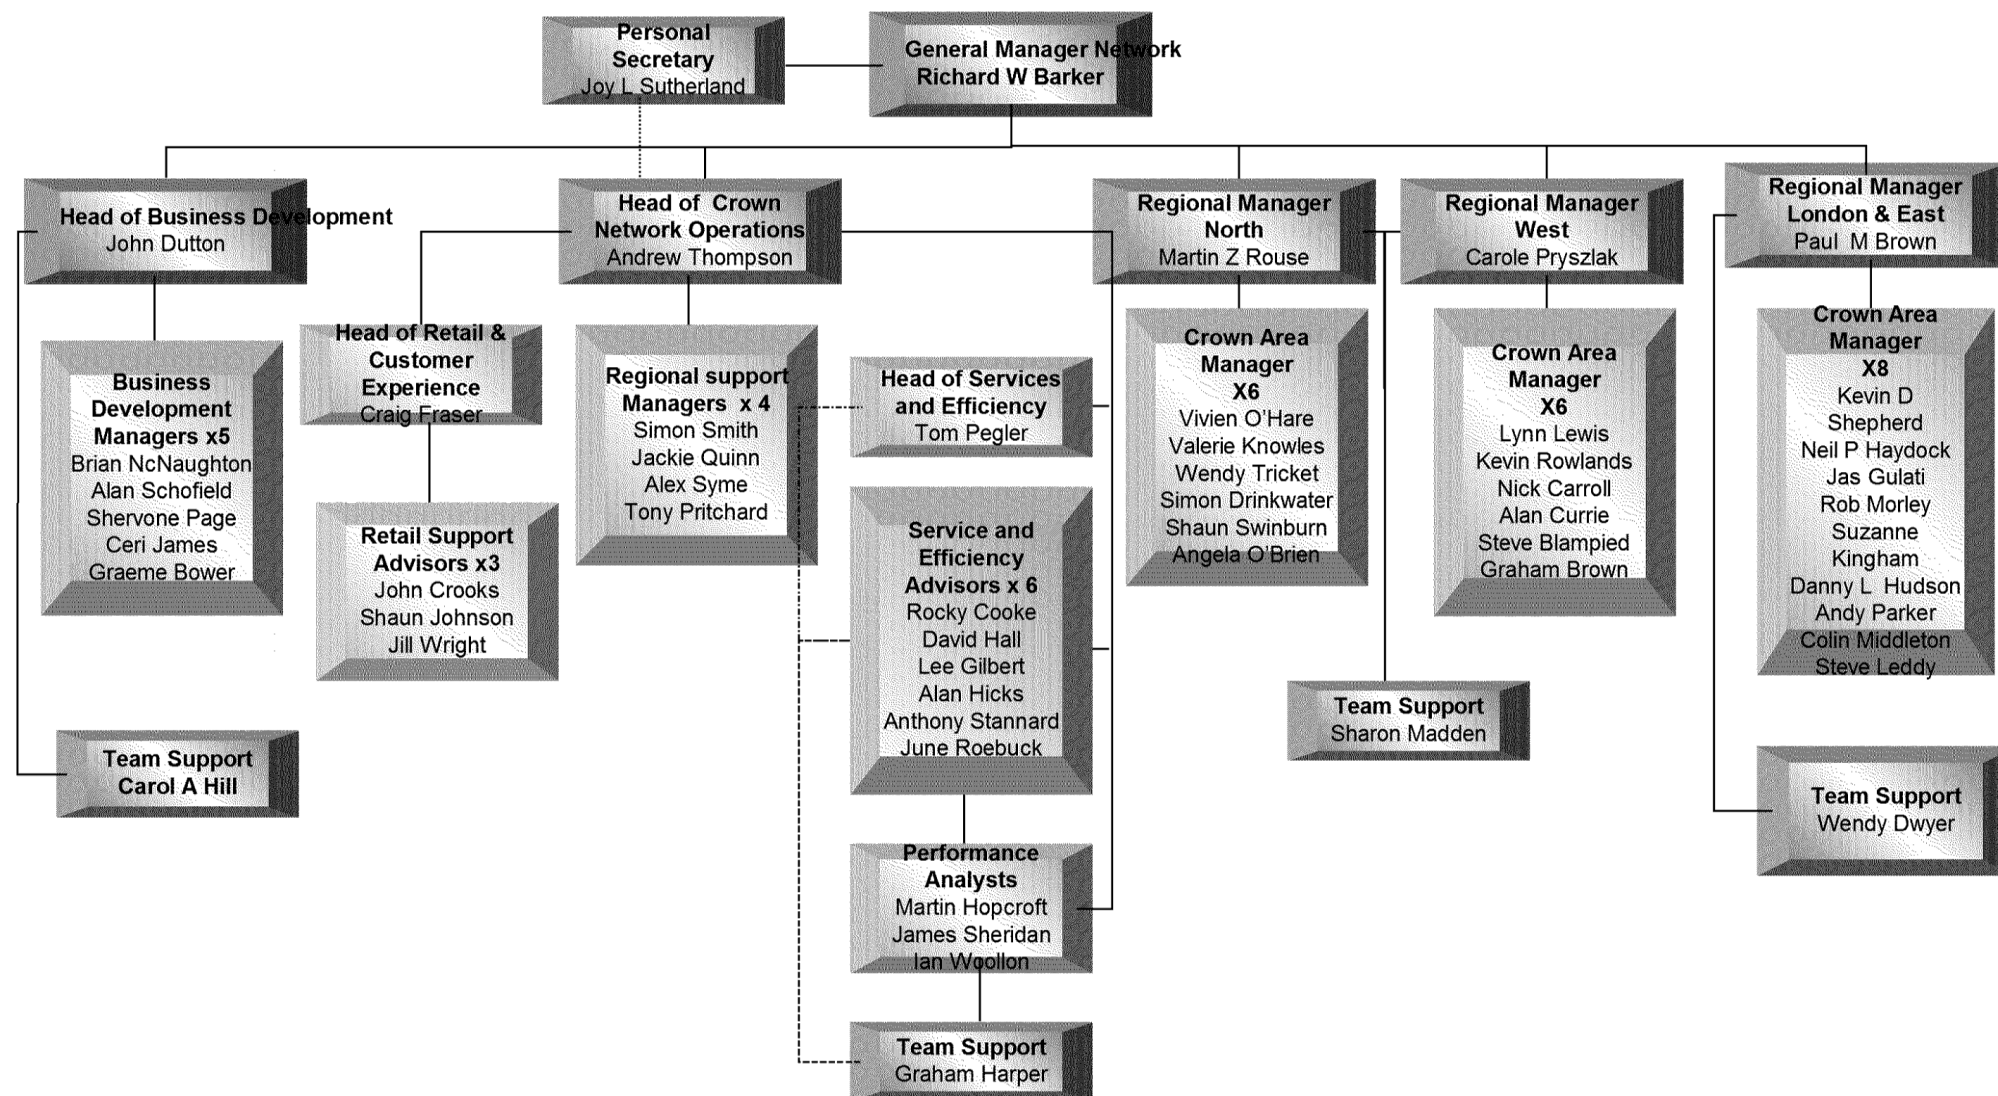 Personal
Secretary
Joy L Sutherland
General Manager Network
Richard W Barker
Head of Business Development
John Dutton
Head of Crown
Network Operations
Andrew Thompson
Regional Manager
North
Martin Z Rouse
Regional Manager
West
Carole Pryszlak
Regional Manager
London & East
Paul M Brown
Business
Development
Managers x5
Brian NcNaughton
Alan Schofield
Shervone Page
Ceri James
Graeme Bower
Head of Retail &
Customer
Experience
Craig Fraser
Retail Support
Advisors x3
John Crooks
Shaun Johnson
Jill Wright
Regional support
Managers x 4
Simon Smith
Jackie Quinn
Alex Syme
Tony Pritchard
Head of Services
and Efficiency
Tom Pegler
Service and
Efficiency
Advisors x 6
Rocky Cooke
David Hall
Lee Gilbert
Alan Hicks
Anthony Stannard
June Roebuck
Performance
Analysts
Martin Hopcroft
James Sheridan
Ian Woollon
Team Support
Graham Harper
Crown Area
Manager
X6
Vivien O'Hare
Valerie Knowles
Wendy Tricket
Simon Drinkwater
Shaun Swinburn
Angela O'Brien
Crown Area
Manager
X6
Lynn Lewis
Kevin Rowlands
Nick Carroll
Alan Currie
Steve Blampied
Graham Brown
Crown Area
Manager
X8
Kevin D
Shepherd
Neil P Haydock
Jas Gulati
Rob Morley
Suzanne
Kingham
Danny L Hudson
Andy Parker
Colin Middleton
Steve Leddy
Team Support
Carol A Hill
Team Support
Sharon Madden
Team Support
Wendy Dwyer